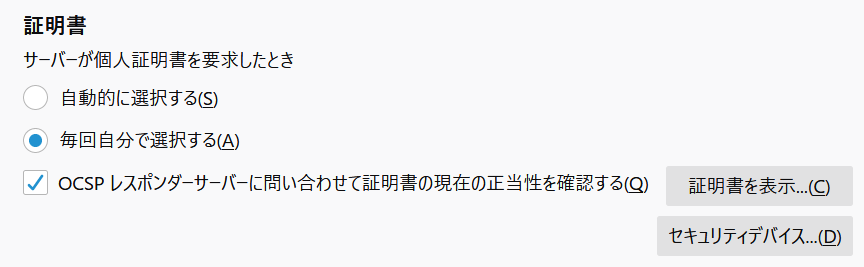 証明書
サーバーが個人証明書を要求したとき
自動的に選択する(S)
毎回自分で選択する(A)
OCSP レスポンダーサーバーに問い合わせて証明書の現在の正当性を確認する(Q)
証明書を表示...(C)
セキュリティデバイス...(D)